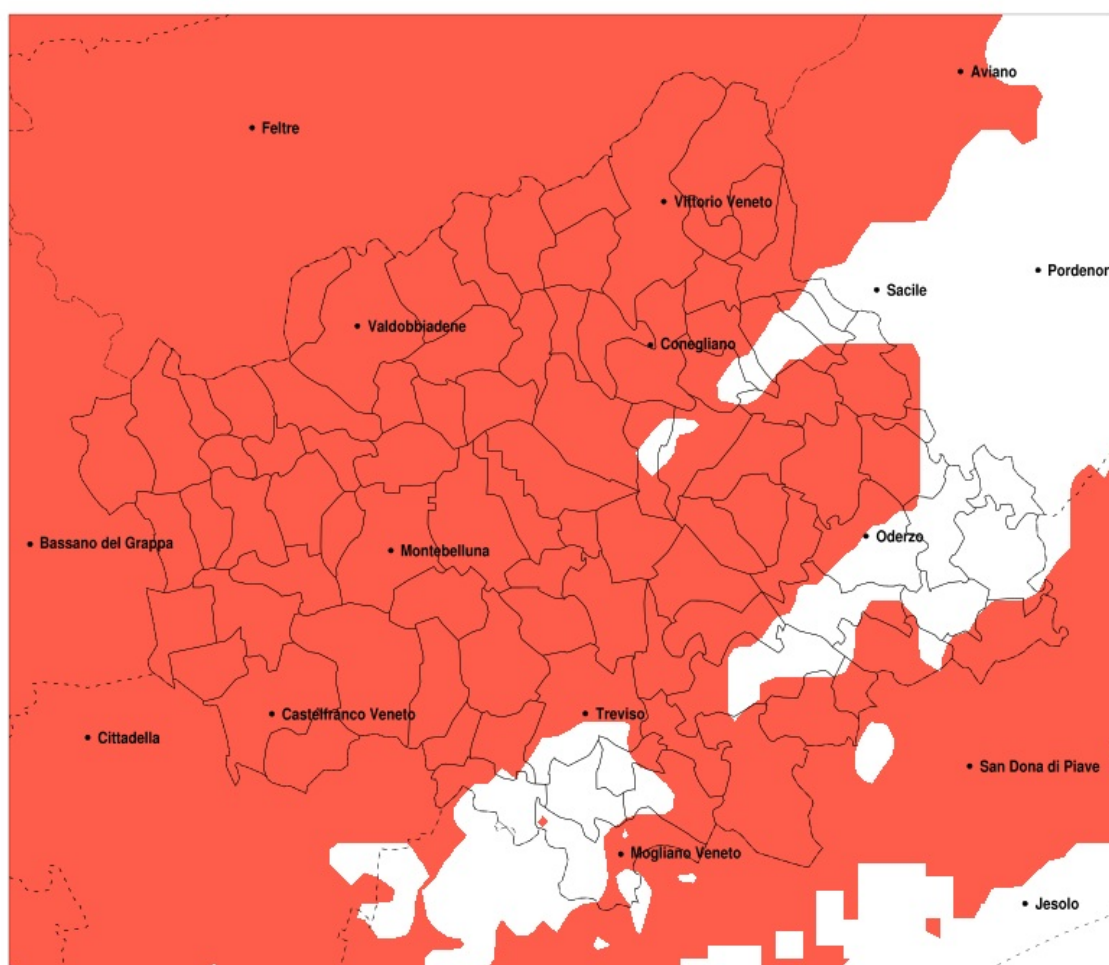 Aviano
Feltre
Vittorio Veneto
Pordenor
Sacile
Valdobbiadene
Conegliano
Oderzo
Bassano del Grappa
Montebelluna
Castelfranco Veneto
Treviso
Cittadella
San Dona di Piave
Mogliano Veneto
Jesolo